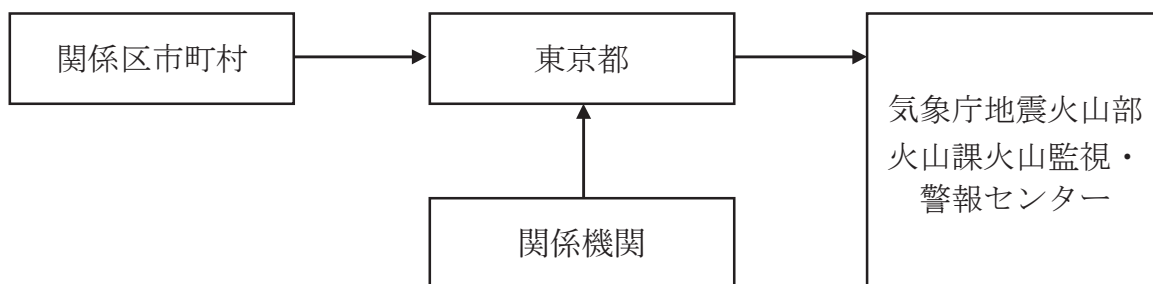 関係区市町村
東京都
気象庁地震火山部
火山課火山監視・
警報センター
関係機関